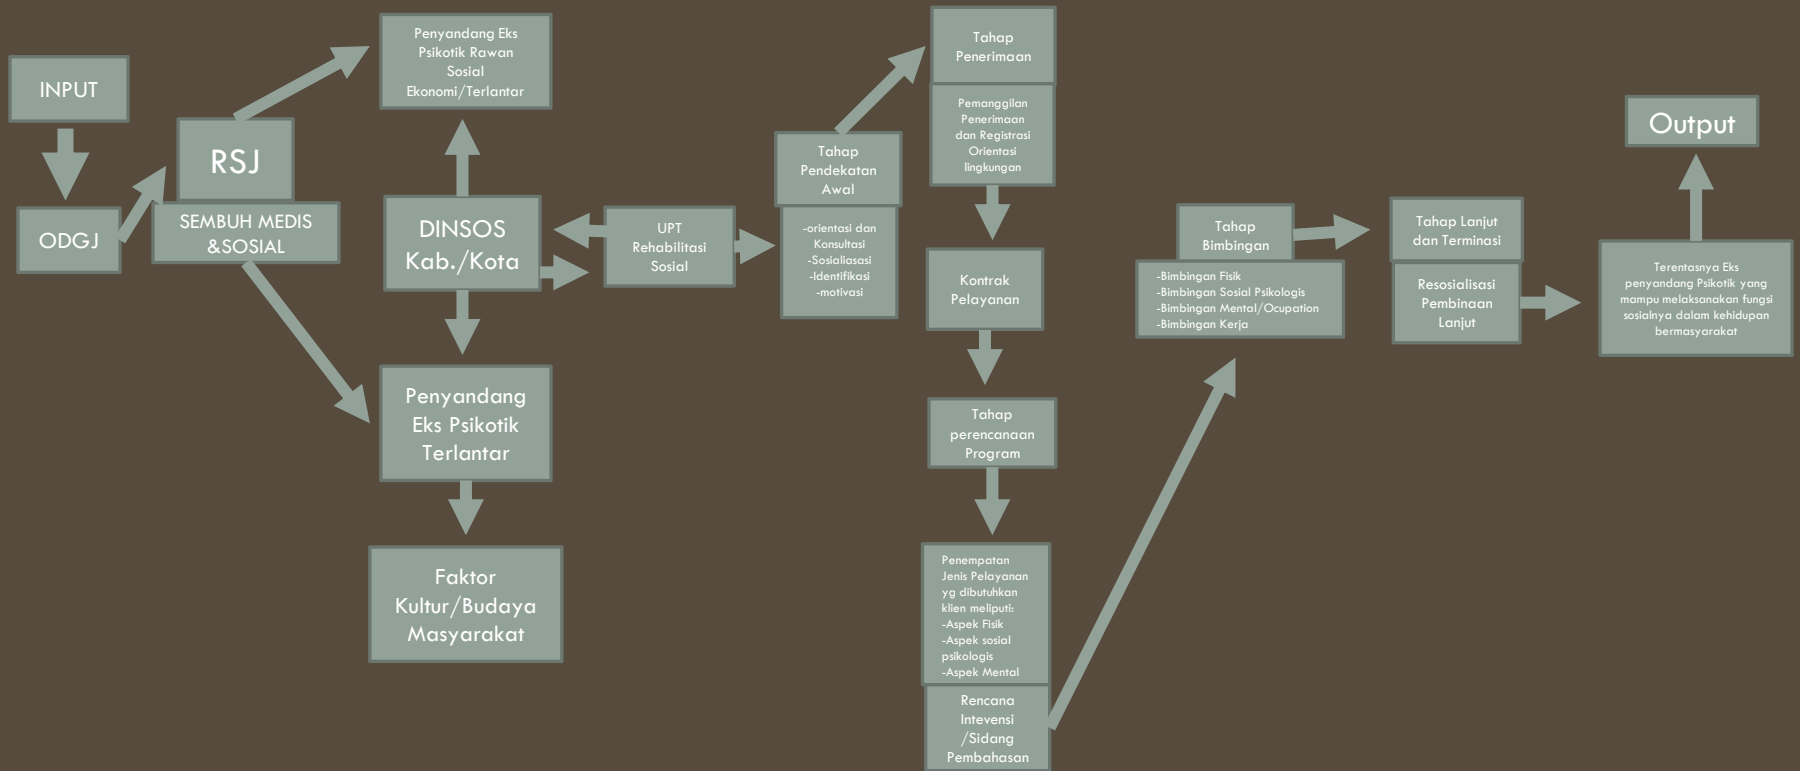 INPUT
ODGJ
RSJ
SEMBUH MEDIS
&SOSIAL
Penyandang Eks
Psikotik Rawan
Sosial
Ekonomi/Terlantar
DINSOS
Kab./Kota
Penyandang
Eks Psikotik
Terlantar
Faktor
Kultur/Budaya
Masyarakat
UPT
Rehabilitasi
Sosial
Tahap
Pendekatan
Awal
-orientasi dan
Konsultasi
-Sosialiasasi
-Identifikasi
-motivasi
Tahap
Penerimaan
Pemanggilan
Penerimaan
dan Registrasi
Orientasi
lingkungan
Kontrak
Pelayanan
Tahap
perencanaan
Program
Penempatan
Jenis Pelayanan
yg dibutuhkan
klien meliputi:
-Aspek Fisik
-Aspek sosial
psikologis
-Aspek Mental
Rencana
Intevensi
/Sidang
Pembahasan
Tahap
Bimbingan
-Bimbingan Fisik
-Bimbingan Sosial Psikologis
-Bimbingan Mental/Ocupation
-Bimbingan Kerja
Tahap Lanjut
dan Terminasi
Resosialisasi
Pembinaan
Lanjut
Terentasnya Eks
penyandang Psikotik yang
mampu melaksanakan fungsi
sosialnya dalam kehidupan
bermasyarakat
Output